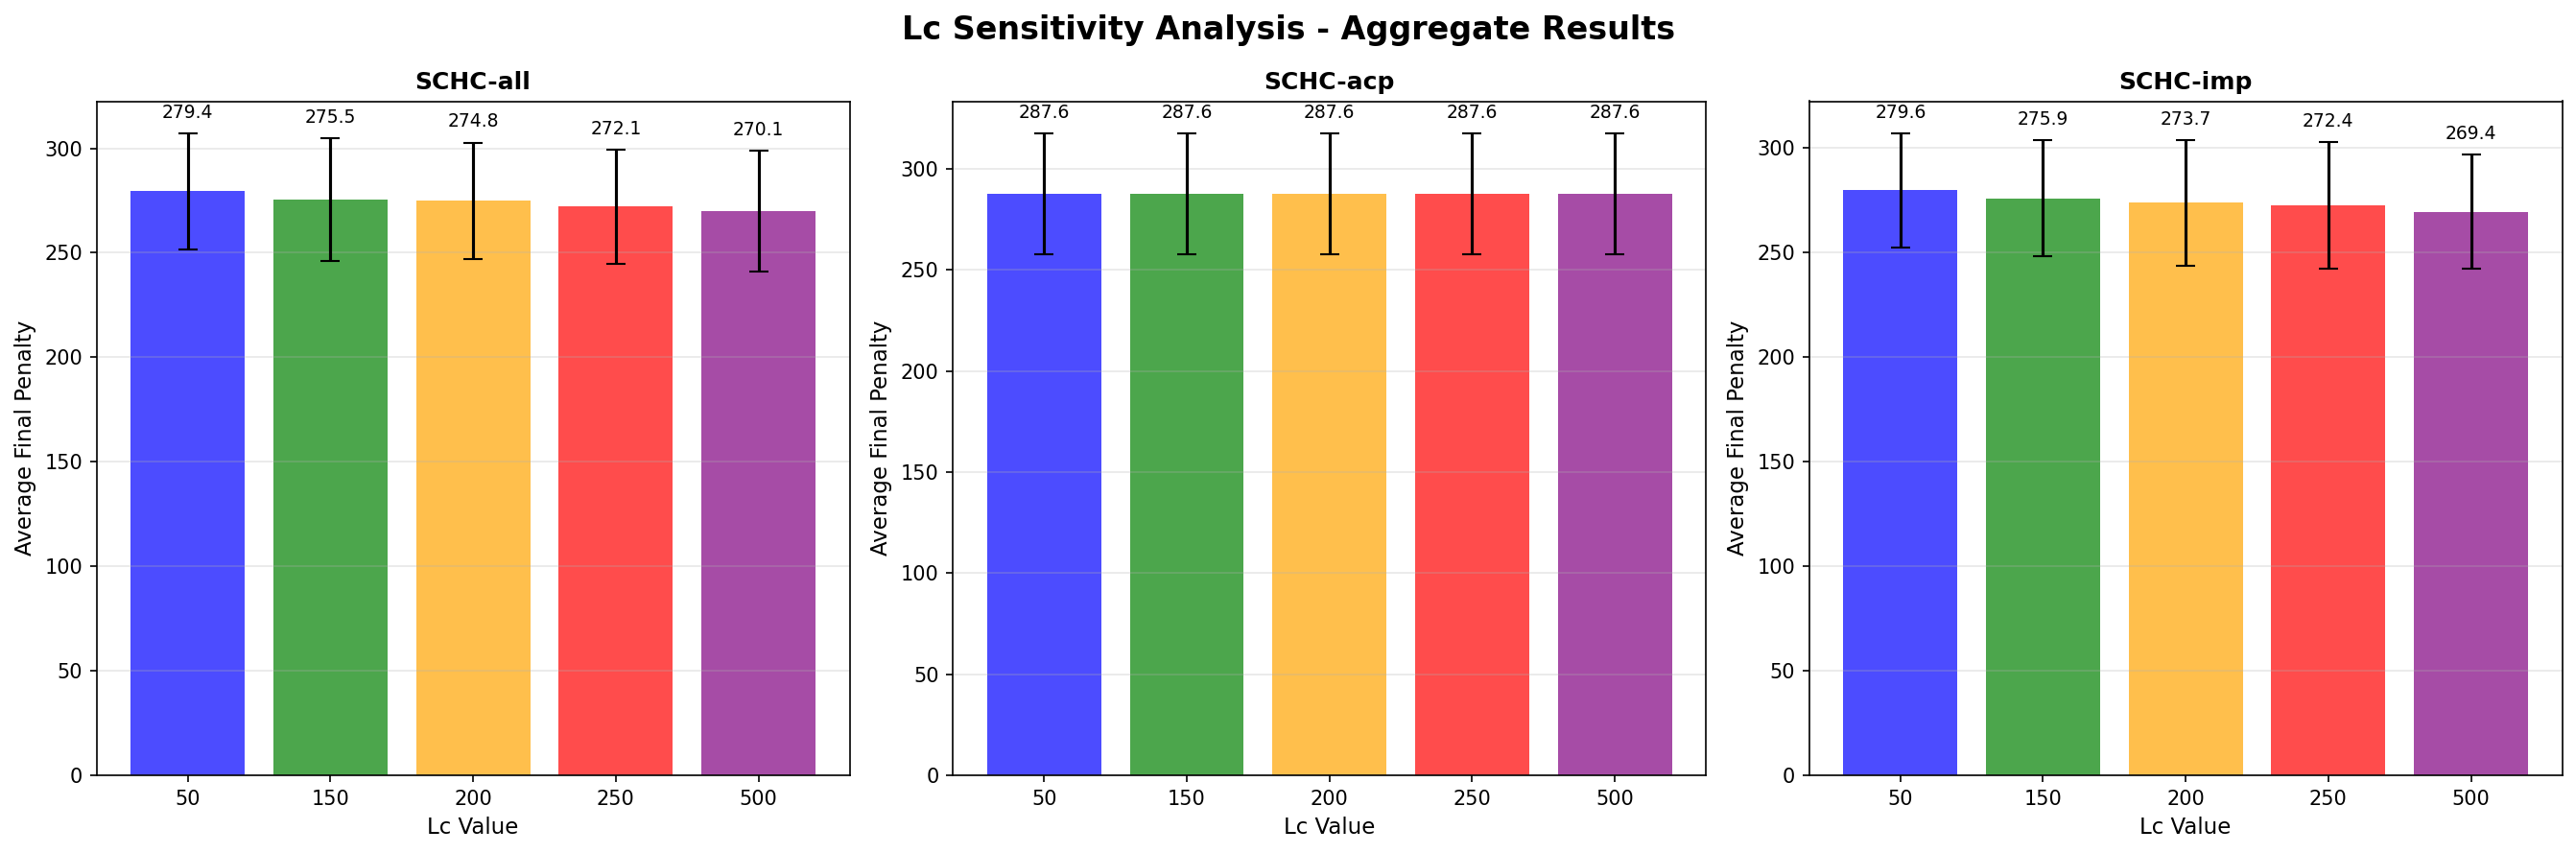 Lc Sensitivity Analysis - Aggregate Results
SCHC-all
279.4
275.5
274.8
272.1
270.1
300
250
200
150
100
50
0
Average Final Penalty
50 150 200 250 500
Lc Value
SCHC-acp
287.6 287.6 287.6 287.6 287.6
300
250
200
150
100
50
0
Average Final Penalty
50 150 200 250 500
Lc Value
SCHC-imp
279.6
275.9
273.7
272.4
269.4
300
250
200
150
100
50
0
Average Final Penalty
50 150 200 250 500
Lc Value